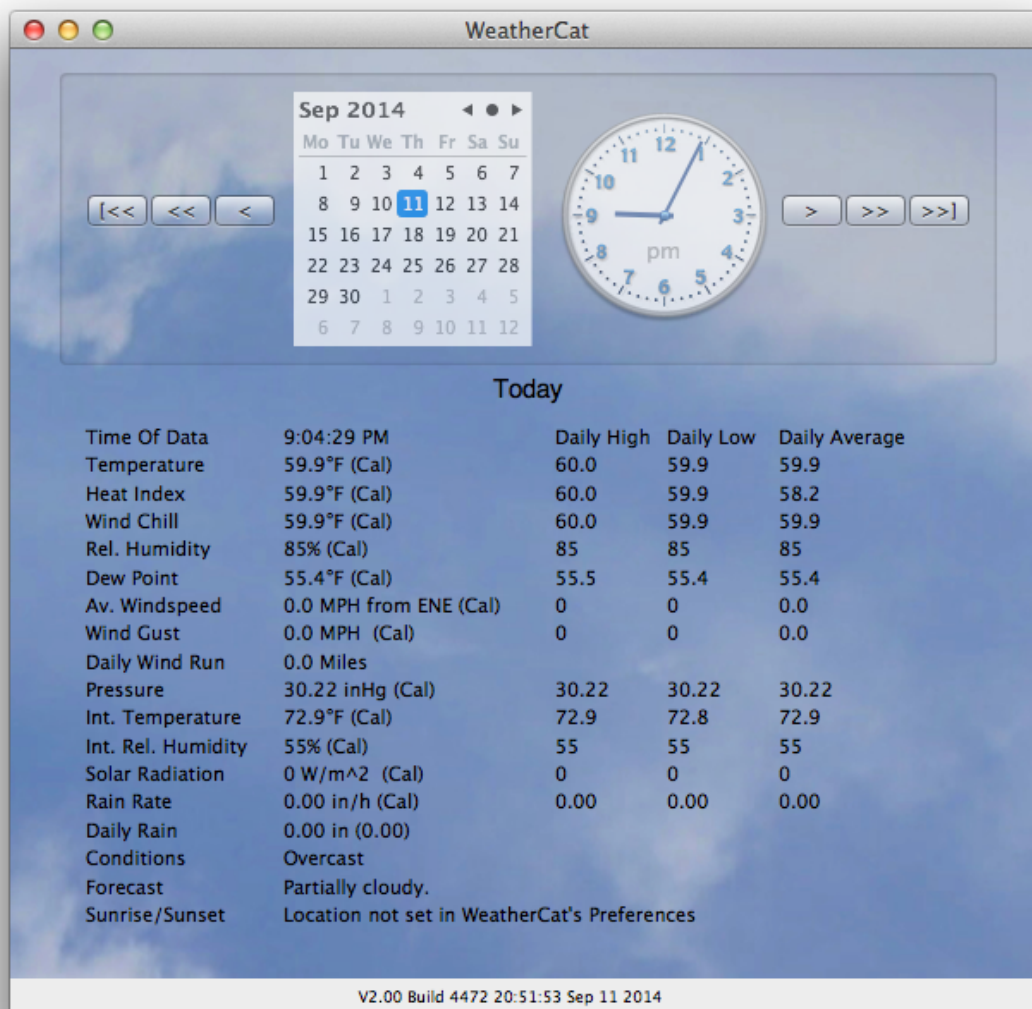 WeatherCat
Sep 2014
Mo Tu We Th Fr Sa Su
1 2 3 4 5 6 7
8 9 10 11 12 13 14
15 16 17 18 19 20 21
22 23 24 25 26 27 28
29 30 1 2 3 4 5
6 7 8 9 10 11 12
[<< << <
12 1 2 3 4 5 6 7 8 9 10 11
pm
> >> >>]
Today
Time Of Data 9:04:29 PM Daily High Daily Low Daily Average
Temperature 59.9°F (Cal) 60.0 59.9 59.9
Heat Index 59.9°F (Cal) 60.0 59.9 58.2
Wind Chill 59.9°F (Cal) 60.0 59.9 59.9
Rel. Humidity 85% (Cal) 85 85 85
Dew Point 55.4°F (Cal) 55.5 55.4 55.4
Av. Windspeed 0.0 MPH from ENE (Cal) 0 0 0.0
Wind Gust 0.0 MPH (Cal) 0 0 0.0
Daily Wind Run 0.0 Miles
Pressure 30.22 inHg (Cal) 30.22 30.22 30.22
Int. Temperature 72.9°F (Cal) 72.9 72.8 72.9
Int. Rel. Humidity 55% (Cal) 55 55 55
Solar Radiation 0 W/m^2 (Cal) 0 0 0
Rain Rate 0.00 in/h (Cal) 0.00 0.00 0.00
Daily Rain 0.00 in (0.00)
Conditions Overcast
Forecast Partially cloudy.
Sunrise/Sunset Location not set in WeatherCat's Preferences
V2.00 Build 4472 20:51:53 Sep 11 2014